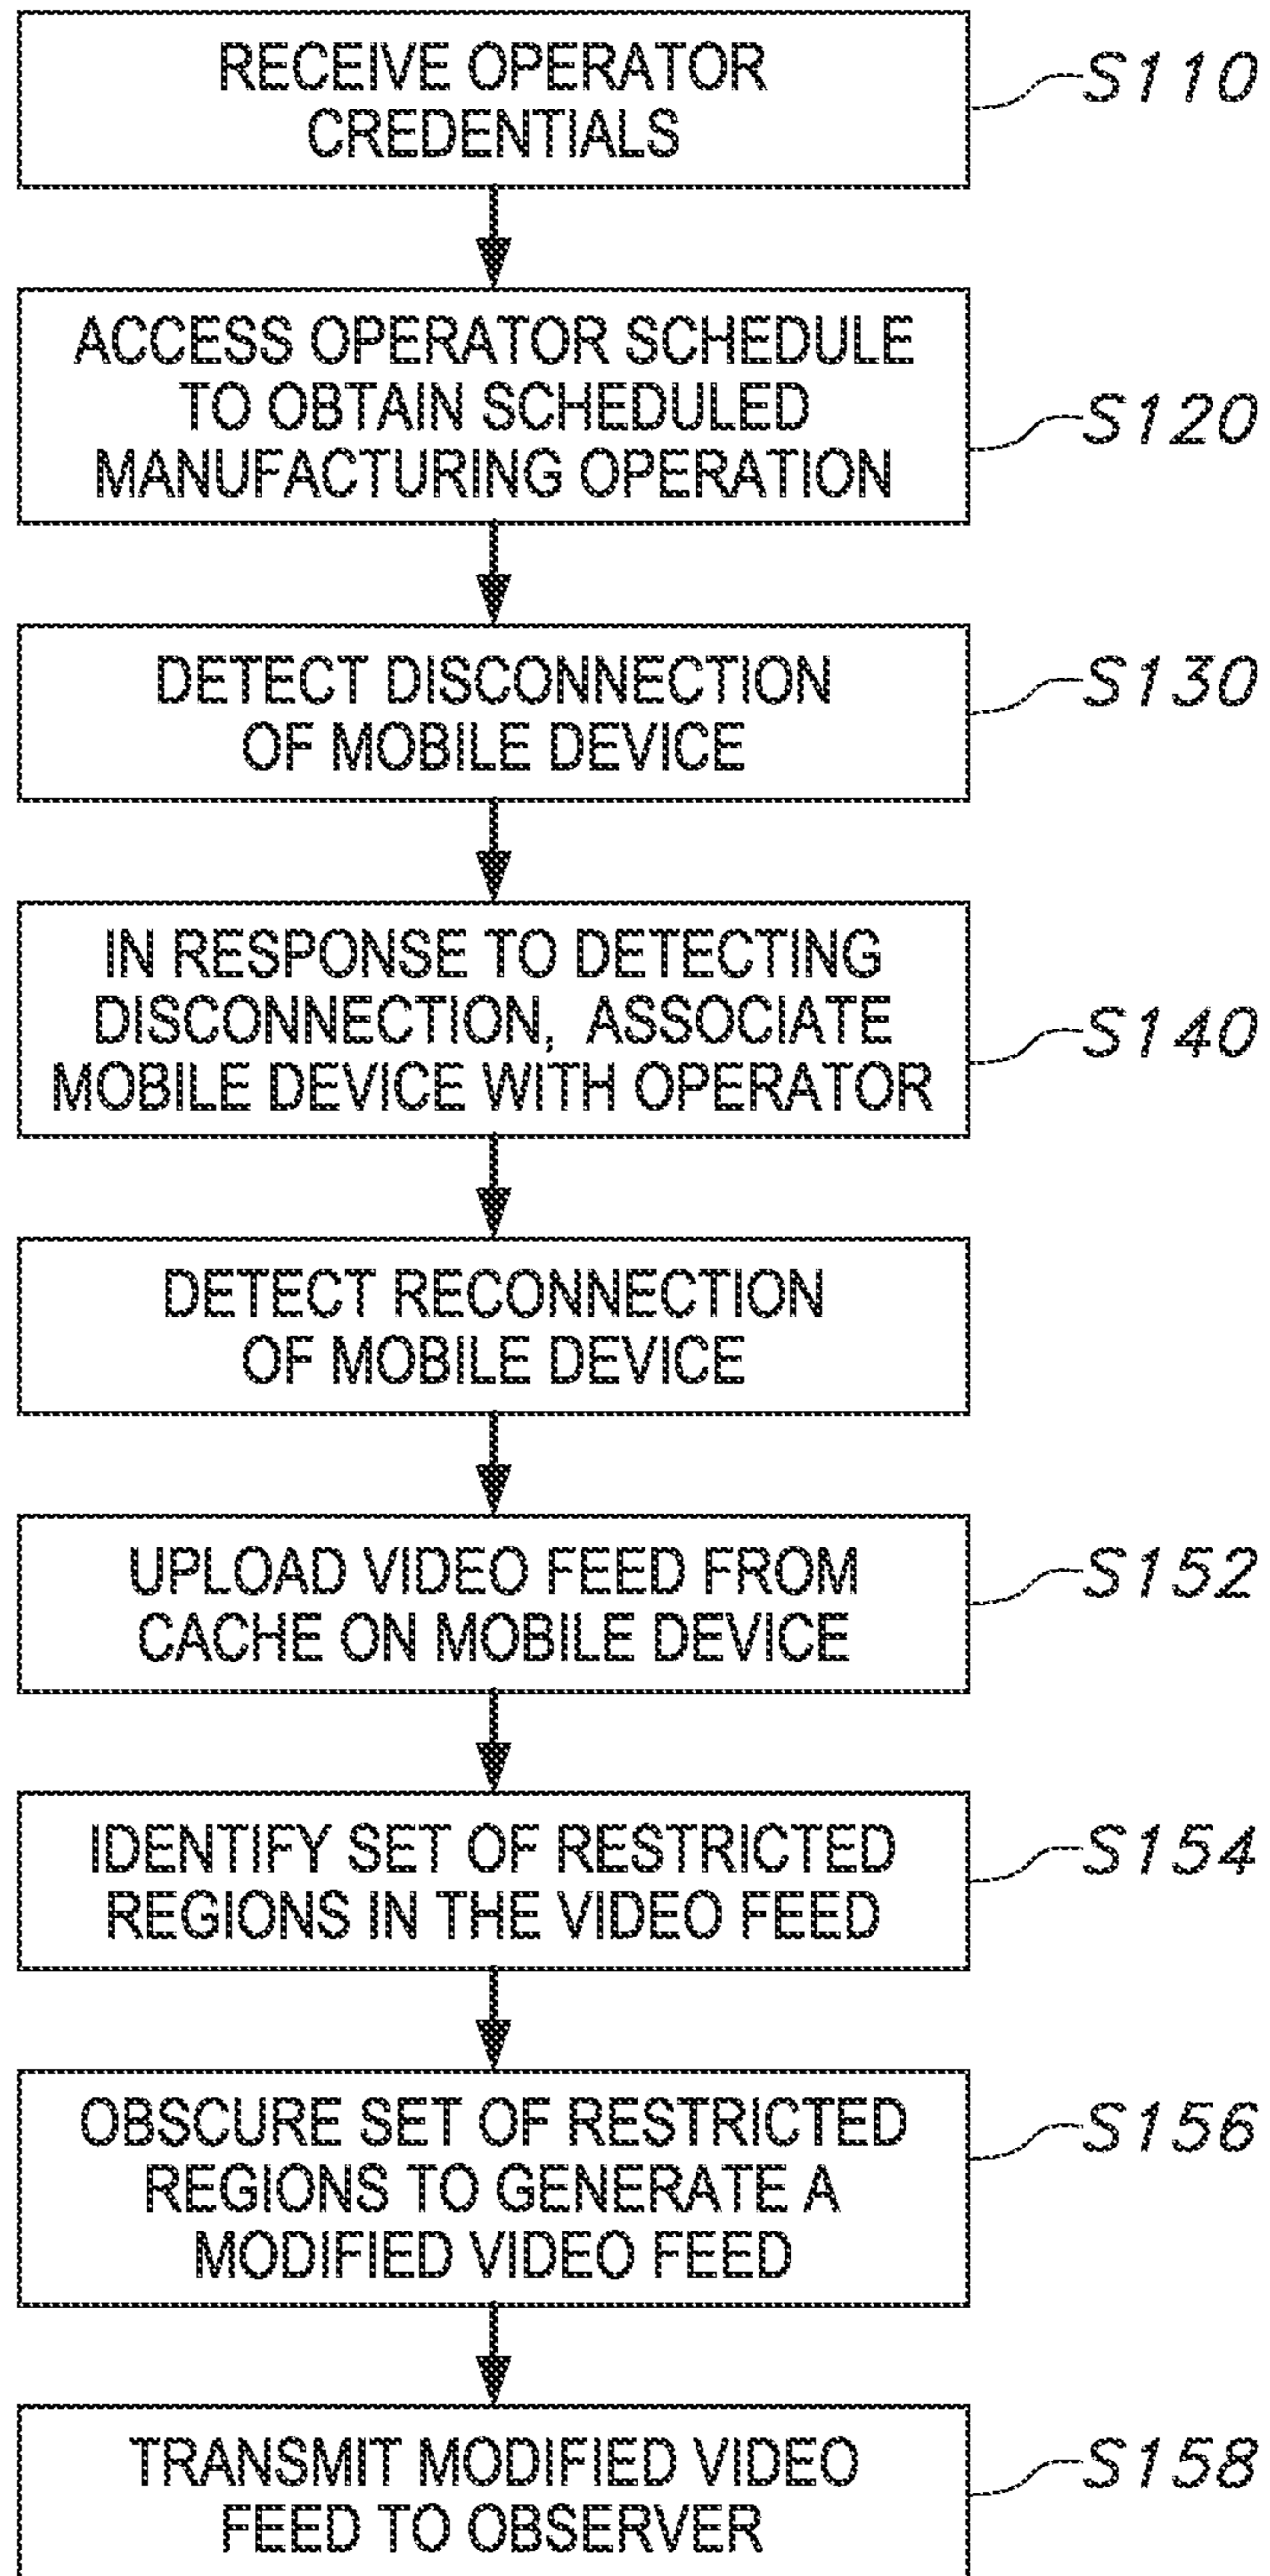 RECEIVE OPERATOR
CREDENTIALS
S110
ACCESS OPERATOR SCHEDULE
TO OBTAIN SCHEDULED
MANUFACTURING OPERATION
S120
DETECT DISCONNECTION
OF MOBILE DEVICE
S130
IN RESPONSE TO DETECTING
DISCONNECTION, ASSOCIATE
MOBILE DEVICE WITH OPERATOR
S140
DETECT RECONNECTION
OF MOBILE DEVICE
UPLOAD VIDEO FEED FROM
CACHE ON MOBILE DEVICE
S152
IDENTIFY SET OF RESTRICTED
REGIONS IN THE VIDEO FEED
S154
OBSCURE SET OF RESTRICTED
REGIONS TO GENERATE A
MODIFIED VIDEO FEED
S156
TRANSMIT MODIFIED VIDEO
FEED TO OBSERVER
S158